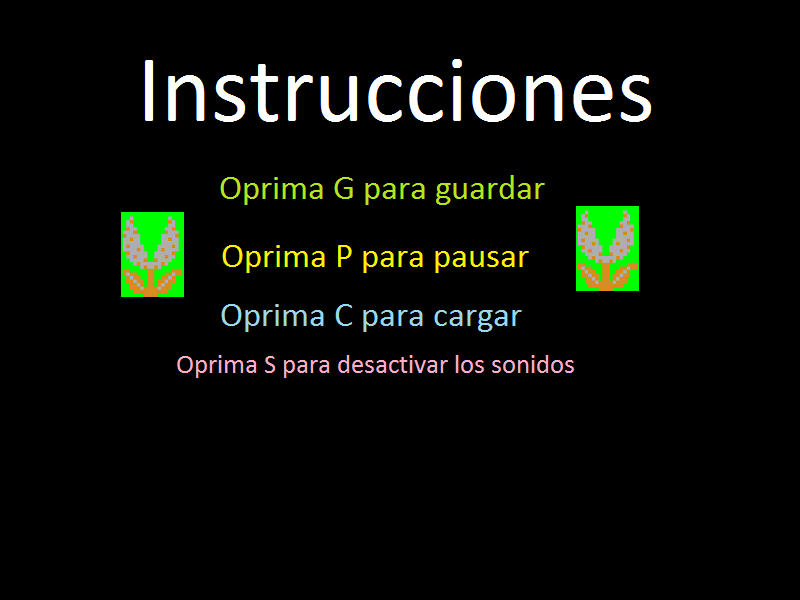 Instrucciones
Oprima G para guardar
Oprima P para pausar
Oprima C para cargar
Oprima S para desactivar los sonidos